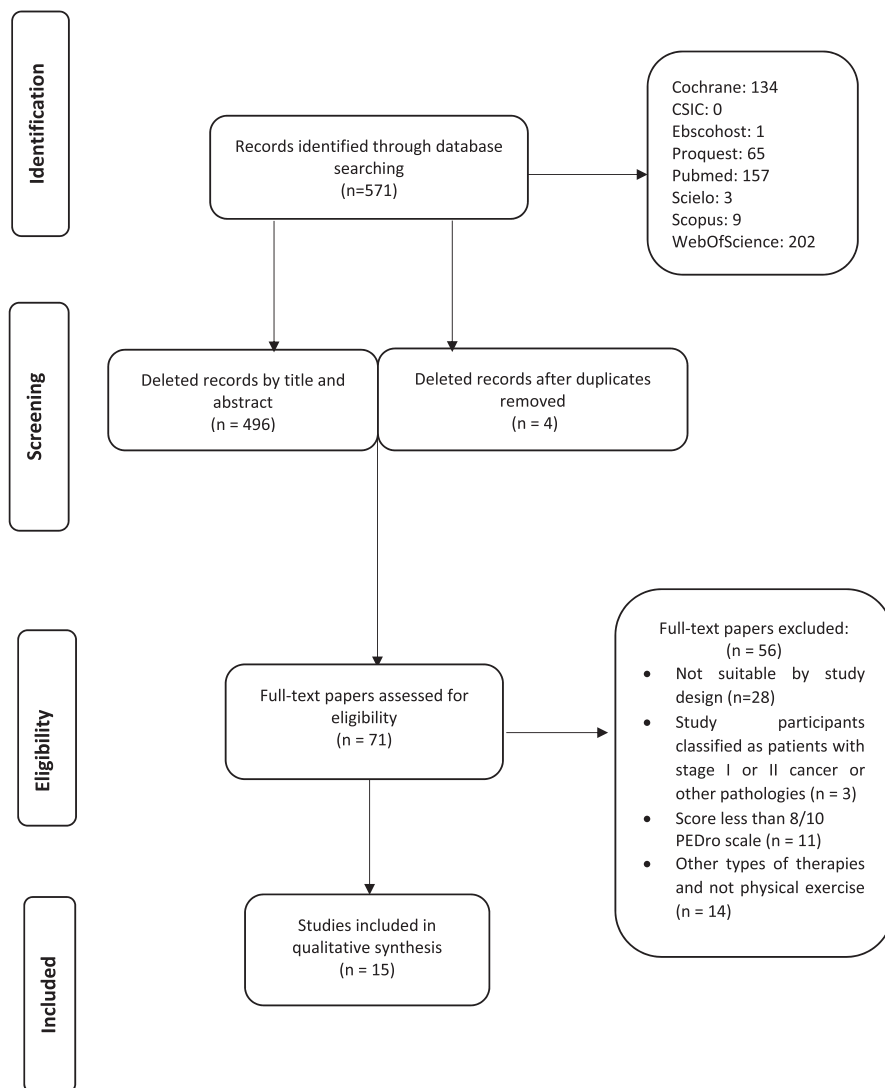 Identification
Records identified through database
searching
(n=571)
Cochrane: 134
CSIC: 0
Ebscohost: 1
Proquest: 65
Pubmed: 157
Scielo: 3
Scopus: 9
WebOfScience: 202
Screening
Deleted records by title and
abstract
(n = 496)
Deleted records after duplicates
removed
(n = 4)
Eligibility
Full-text papers assessed for
eligibility
(n = 71)
Full-text papers excluded:
(n = 56)
• Not suitable by study
design (n=28)
• Study participants
classified as patients with
stage I or II cancer or
other pathologies (n = 3)
• Score less than 8/10
PEDro scale (n = 11)
• Other types of therapies
and not physical exercise
(n = 14)
Included
Studies included in
qualitative synthesis
(n = 15)